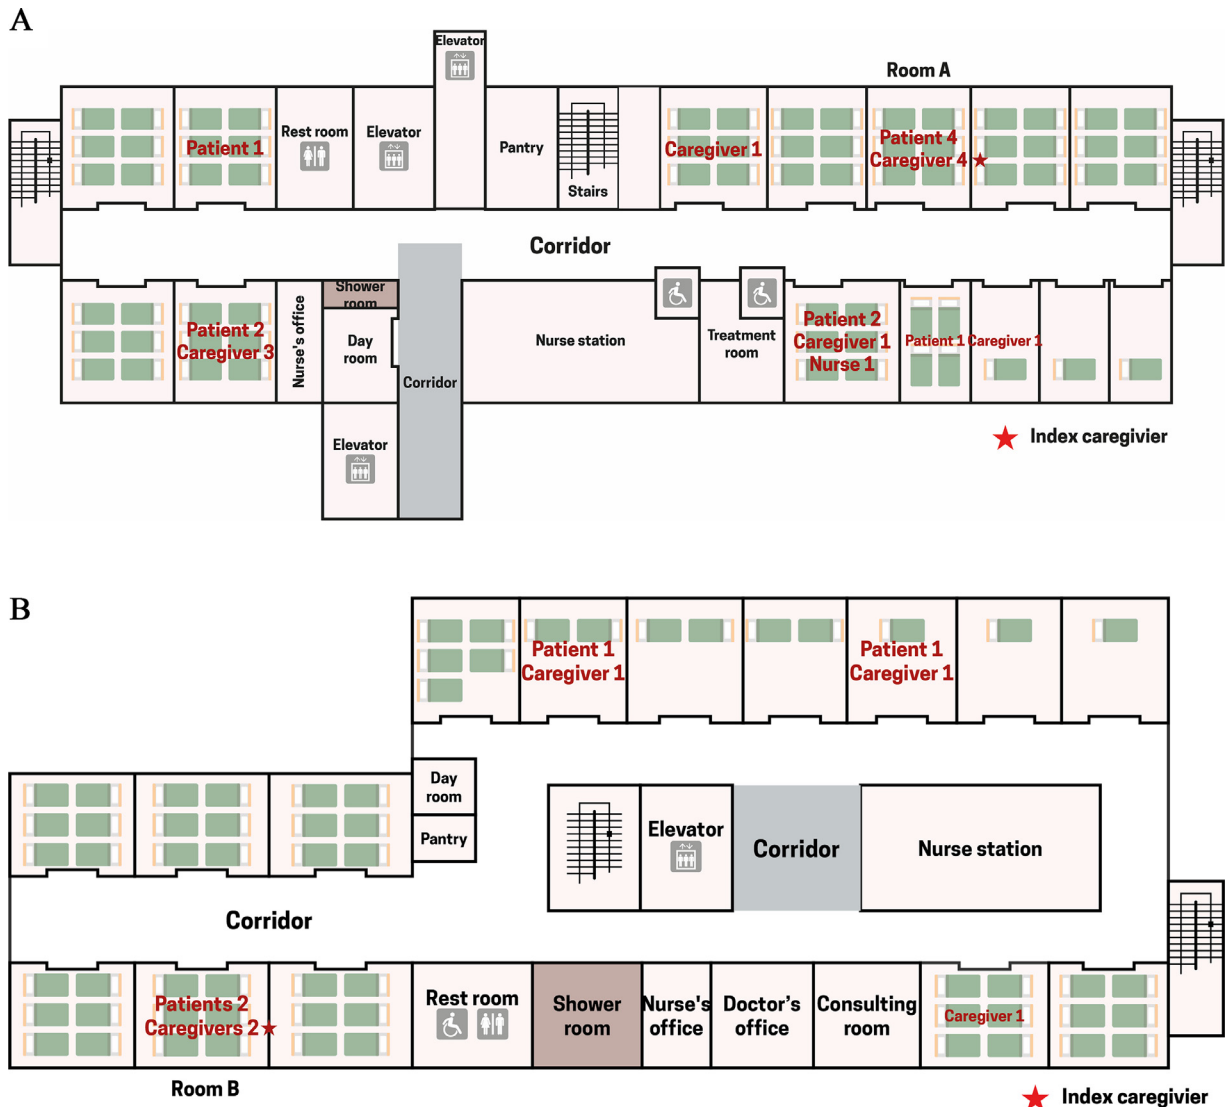 A
Elevator
Room A
Rest room
Elevator
Pantry
Stairs
Patient 1
Caregiver 1
Patient 4
Caregiver 4
Corridor
Patient 2
Caregiver 3
Nurse's office
Shower
room
Day
room
Corridor
Elevator
Nurse station
Treatment
room
Patient 2
Caregiver 1
Nurse 1
Patient 1
Caregiver 1
Index caregivier
B
Patient 1
Caregiver 1
Patient 1
Caregiver 1
Day
room
Pantry
Elevator
Corridor
Nurse station
Corridor
Patients 2
Caregivers 2
Rest room
Shower
room
Nurse's
office
Doctor's
office
Consulting
room
Caregiver 1
Room B
Index caregivier